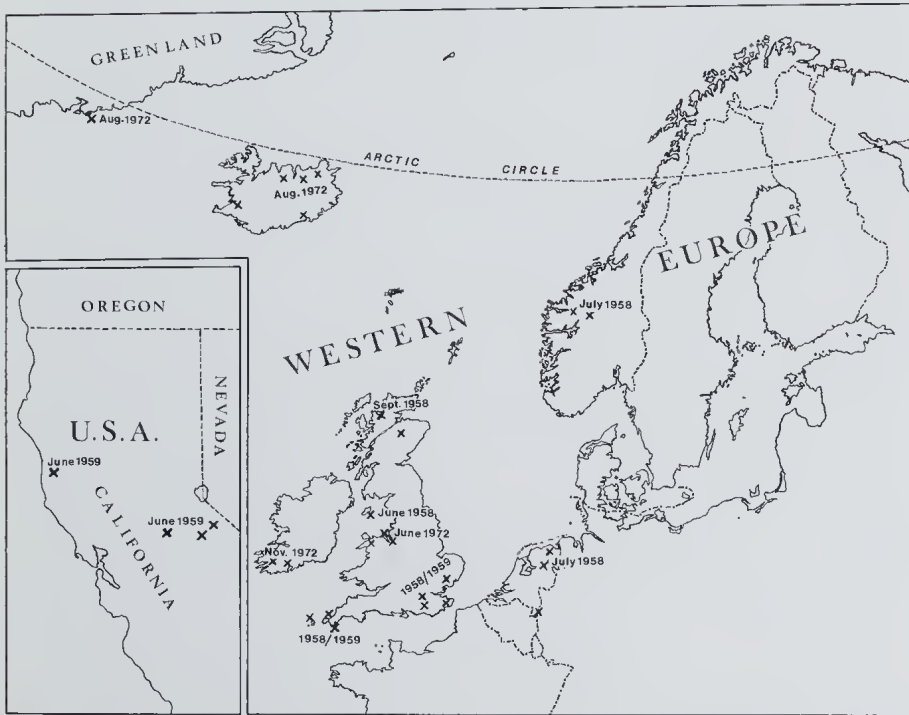 GREENLAND
Aug. 1972
ARCTIC CIRCLE
Aug. 1972
EUROPE
WESTERN
July 1958
Sept. 1958
June 1958
June 1972
Nov. 1972
1958/1959
July 1958
1958/1959
OREGON
NEVADA
U.S.A.
June 1959
CALIFORNIA
June 1959